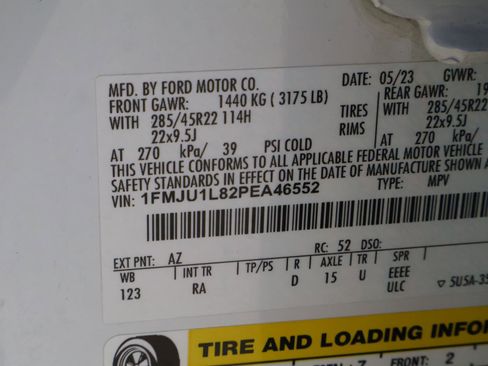 MFD. BY FORD MOTOR CO. DATE: 05/23 GVWR:
FRONT GAWR: 1440 KG ( 3175 LB) REAR GAWR: 19
WITH 285/45R22 114H TIRES WITH 285/45R22
22x9.5J RIMS 22x9.5J
AT 270 kPa/ 39 PSI COLD AT 270 kPa/
THIS VEHICLE CONFORMS TO ALL APPLICABLE FEDERAL MOTOR VEHICLE
SAFETY STANDARDS IN EFFECT ON THE DATE OF MANUFACTURE SHOWN
VIN: 1FMJU1L82PEA46552 TYPE: MPV
EXT PNT: AZ RC: 52 DSO:
WB INT TR TP/PS R AXLE TR SPR
123 RA D 15 U EEEE
ULC ▽ 5U5A-35
TIRE AND LOADING INFO
7 FRONT: 2